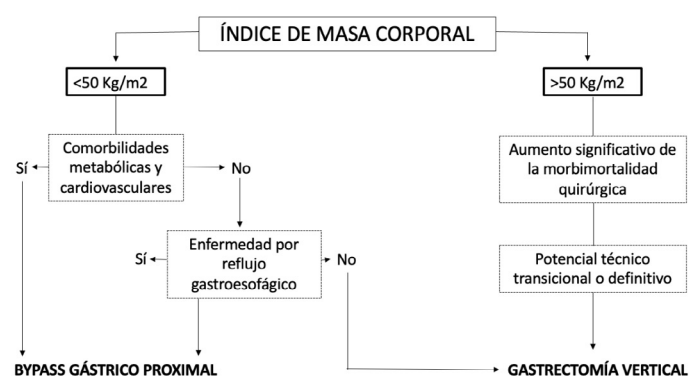 ÍNDICE DE MASA CORPORAL
<50 Kg/m2
>50 Kg/m2
Comorbilidades
metabólicas y
cardiovasculares
Sí
No
Aumento significativo de
la morbimortalidad
quirúrgica
Enfermedad por
reflujo
gastroesofágico
Sí
No
Potencial técnico
transicional o definitivo
BYPASS GÁSTRICO PROXIMAL
GASTRECTOMÍA VERTICAL